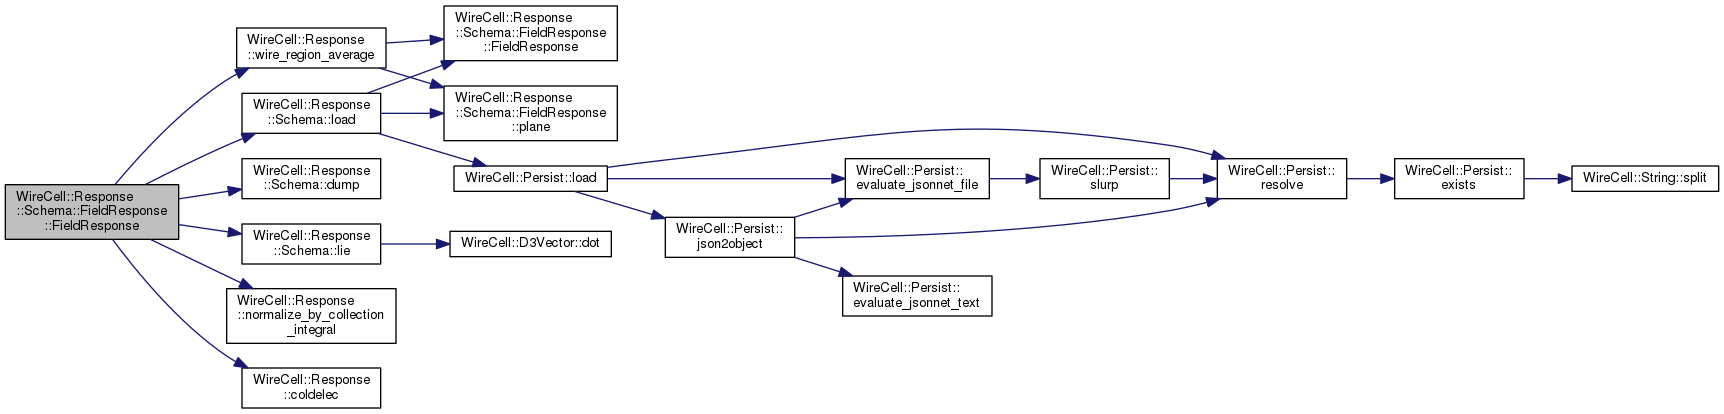 WireCell::Response
::Schema::FieldResponse
::FieldResponse
WireCell::Response
::wire_region_average
WireCell::Response
::Schema::load
WireCell::Response
::Schema::dump
WireCell::Response
::Schema::lie
WireCell::Response
::normalize_by_collection
_integral
WireCell::Response
::coldelec
WireCell::Response
::Schema::FieldResponse
::FieldResponse
WireCell::Response
::Schema::FieldResponse
::plane
WireCell::Persist::load
WireCell::D3Vector::dot
WireCell::Persist::
json2object
WireCell::Persist::
evaluate_jsonnet_file
WireCell::Persist::
evaluate_jsonnet_text
WireCell::Persist::
slurp
WireCell::Persist::
resolve
WireCell::Persist::
exists
WireCell::String::split